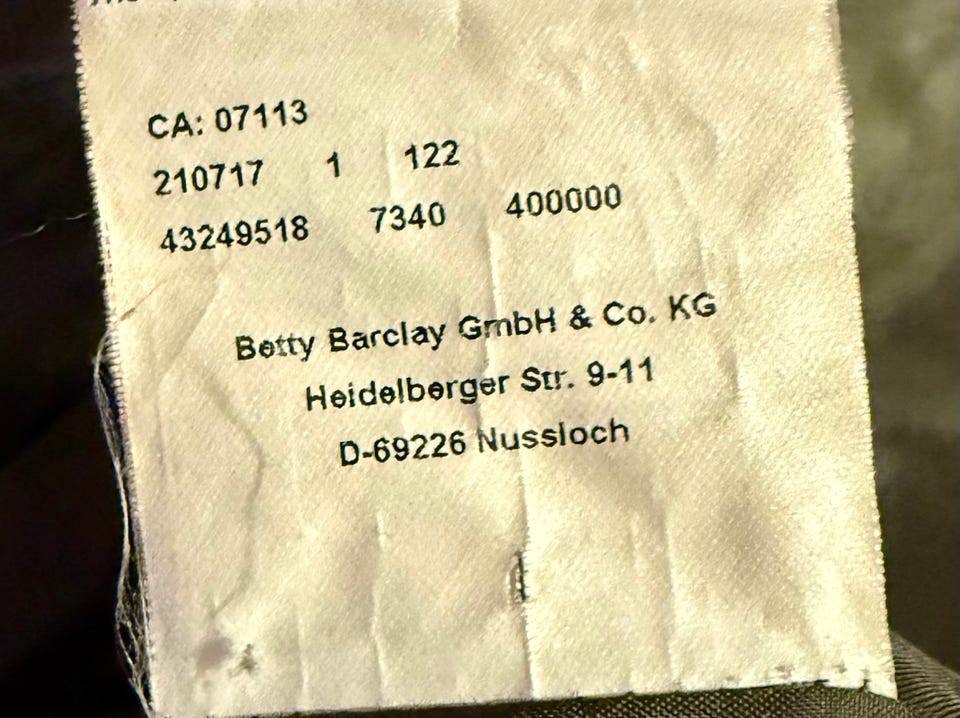 CA: 07113
210717 1 122
43249518 7340 400000
Betty Barclay GmbH & Co. KG
Heidelberger Str. 9-11
D-69226 Nussloch